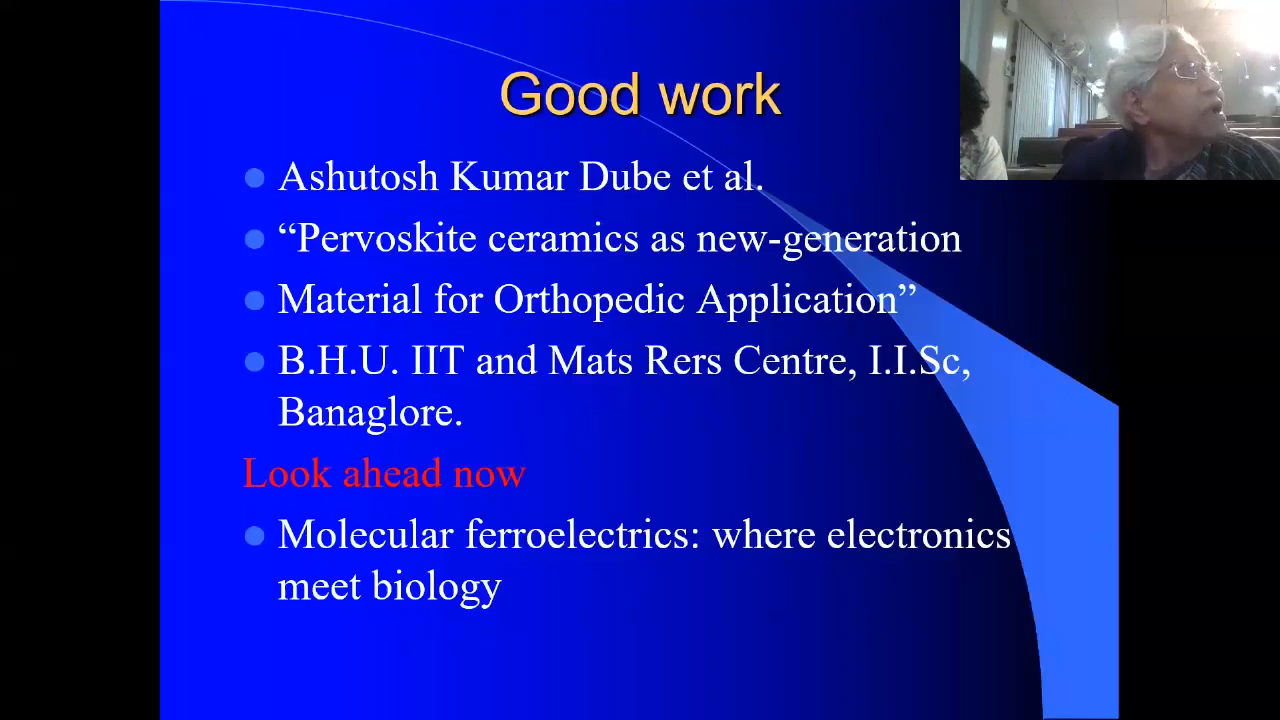 Good work
Ashutosh Kumar Dube et al.
“Pervoskite ceramics as new-generation
Material for Orthopedic Application”
B.H.U. IIT and Mats Rers Centre, I.I.Sc,
Banaglore.
Look ahead now
Molecular ferroelectrics: where electronics
meet biology